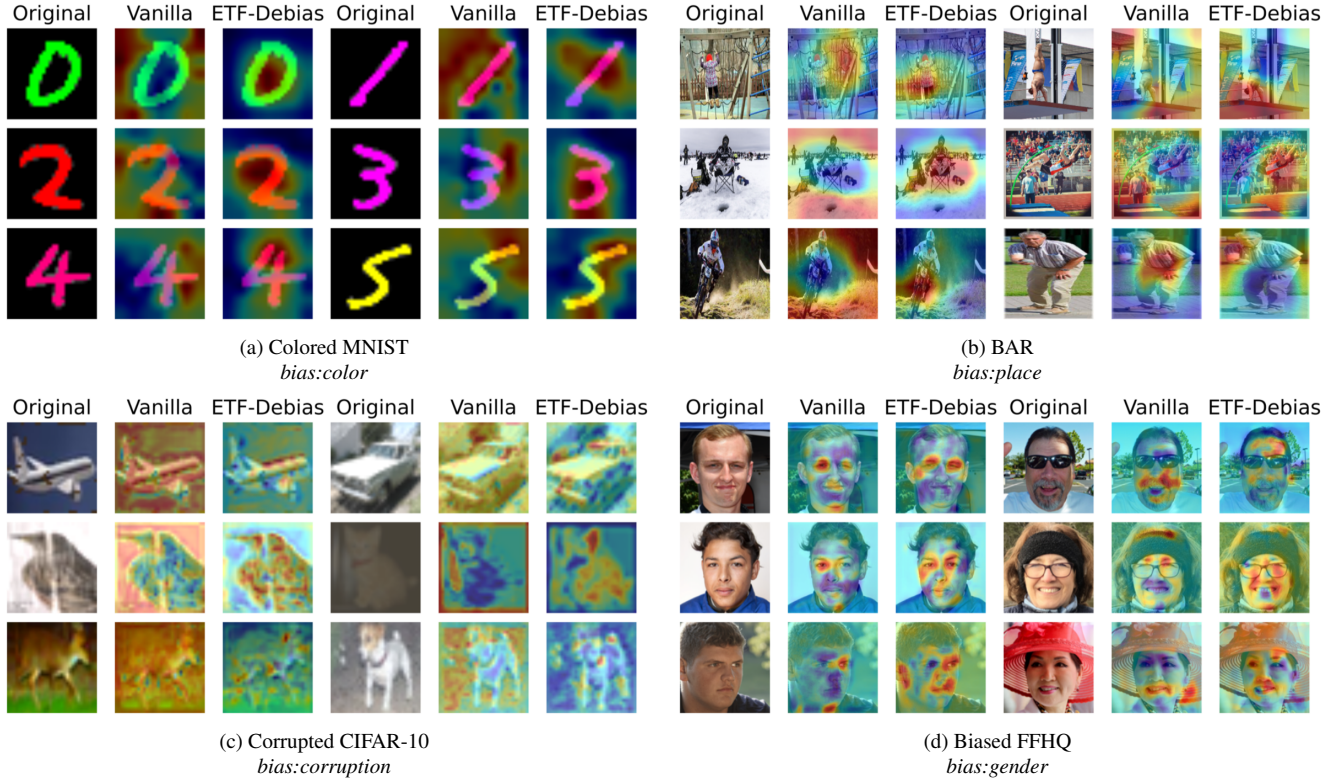 Original Vanilla ETF-Debias Original Vanilla ETF-Debias
(a) Colored MNIST
bias:color
Original Vanilla ETF-Debias Original Vanilla ETF-Debias
(b) BAR
bias:place
Original Vanilla ETF-Debias Original Vanilla ETF-Debias
(c) Corrupted CIFAR-10
bias:corruption
Original Vanilla ETF-Debias Original Vanilla ETF-Debias
(d) Biased FFHQ
bias:gender